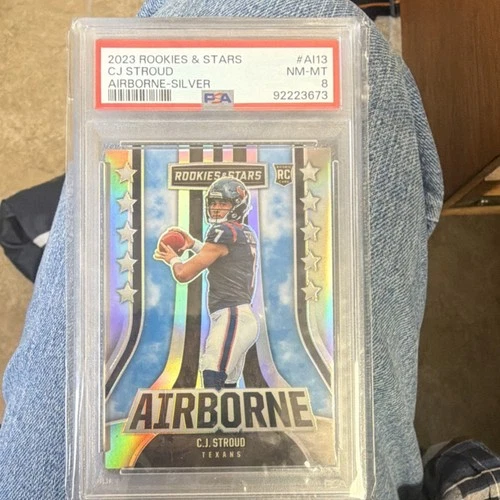 2023 ROOKIES & STARS #AI13
CJ STROUD NM-MT
AIRBORNE-SILVER 8
PSA 92223673
ROOKIES & STARS RC
7
AIRBORNE
C.J. STROUD
TEXANS